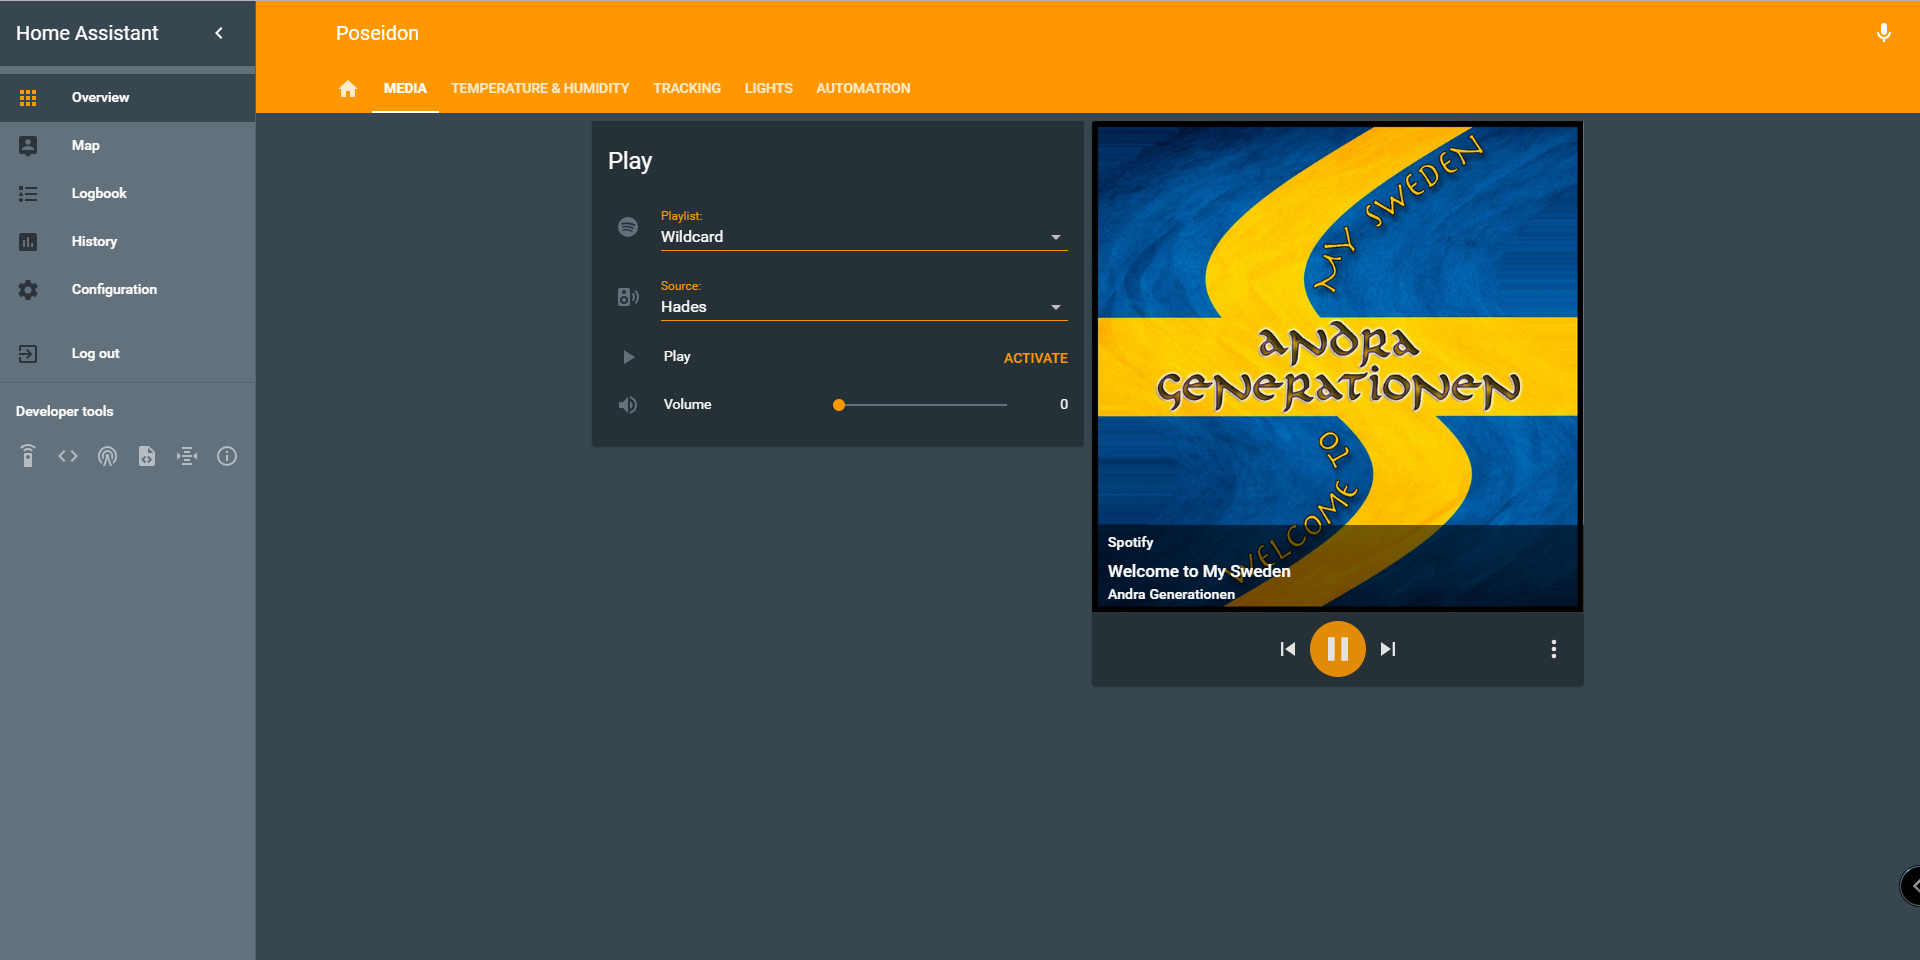 Home Assistant
Poseidon
MEDIA
TEMPERATURE & HUMIDITY
TRACKING
LIGHTS
AUTOMATRON
Overview
Map
Logbook
History
Configuration
Log out
Developer tools
Play
Playlist:
Wildcard
Source:
Hades
Play
ACTIVATE
Volume
0
MY SWEDEN
ANDRA
GENERATIONEN
WELCOME TO
Spotify
Welcome to My Sweden
Andra Generationen